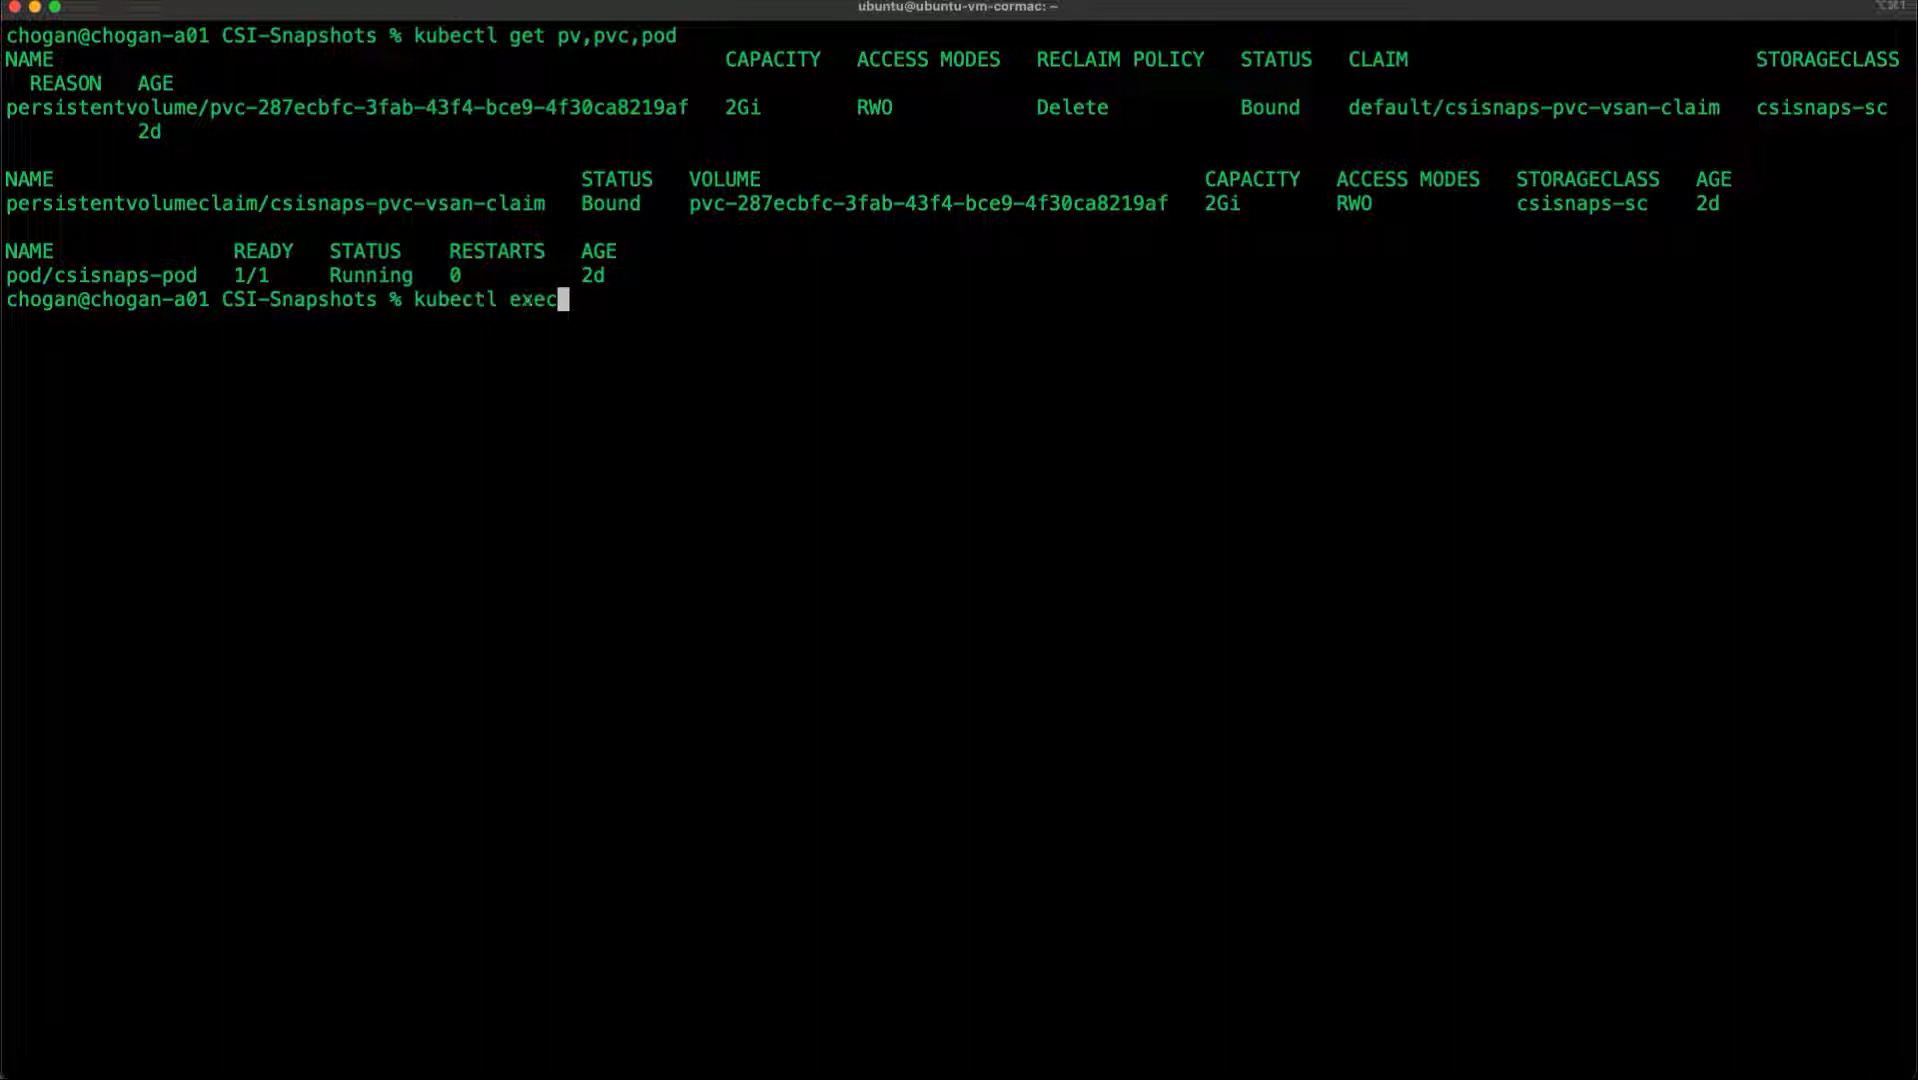 ubuntu@ubuntu-vm-cormac: ~
chogan@chogan-a01 CSI-Snapshots % kubectl get pv,pvc,pod
NAME CAPACITY ACCESS MODES RECLAIM POLICY STATUS CLAIM STORAGECLASS
REASON AGE
persistentvolume/pvc-287ecbfc-3fab-43f4-bce9-4f30ca8219af 2Gi RWO Delete Bound default/csisnaps-pvc-vsan-claim csisnaps-sc
2d
NAME STATUS VOLUME CAPACITY ACCESS MODES STORAGECLASS AGE
persistentvolumeclaim/csisnaps-pvc-vsan-claim Bound pvc-287ecbfc-3fab-43f4-bce9-4f30ca8219af 2Gi RWO csisnaps-sc 2d
NAME READY STATUS RESTARTS AGE
pod/csisnaps-pod 1/1 Running 0 2d
chogan@chogan-a01 CSI-Snapshots % kubectl exec